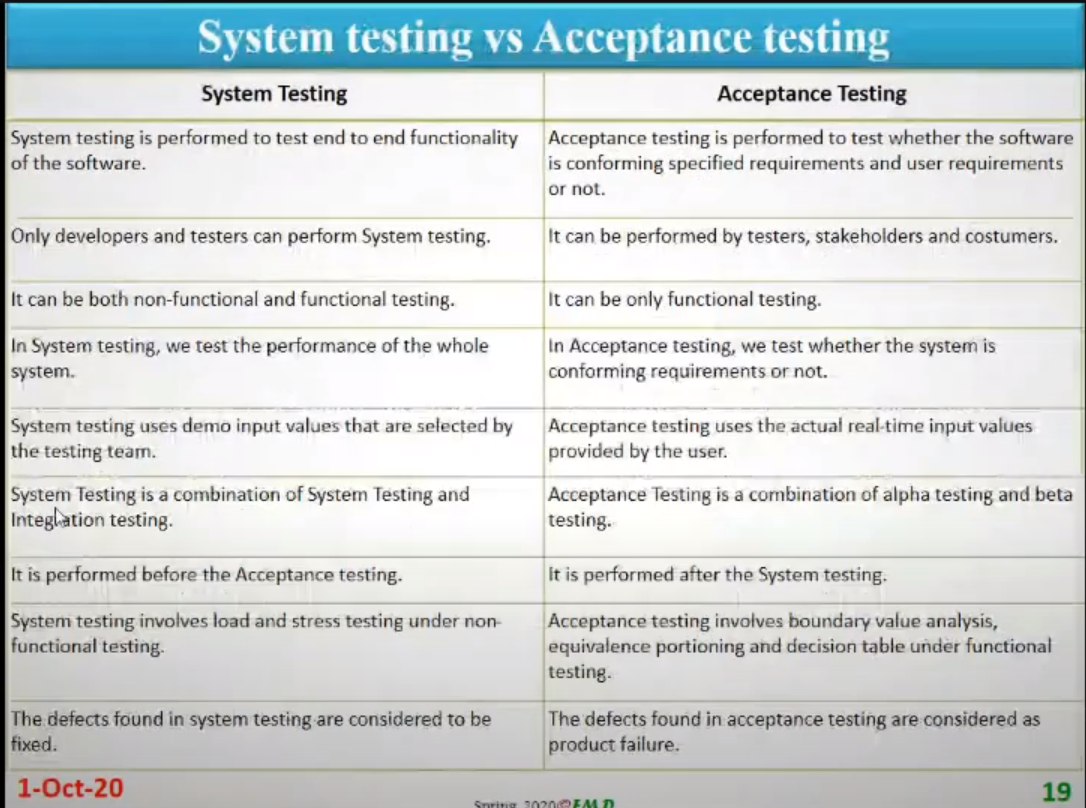 System testing vs Acceptance testing
System Testing
Acceptance Testing
System testing is performed to test end to end functionality
of the software.
Acceptance testing is performed to test whether the software
is conforming specified requirements and user requirements
or not.
Only developers and testers can perform System testing.
It can be performed by testers, stakeholders and costumers.
It can be both non-functional and functional testing.
It can be only functional testing.
In System testing, we test the performance of the whole
system.
In Acceptance testing, we test whether the system is
conforming requirements or not.
System testing uses demo input values that are selected by
the testing team.
Acceptance testing uses the actual real-time input values
provided by the user.
System Testing is a combination of System Testing and
Integration testing.
Acceptance Testing is a combination of alpha testing and beta
testing.
It is performed before the Acceptance testing.
It is performed after the System testing.
System testing involves load and stress testing under non-
functional testing.
Acceptance testing involves boundary value analysis,
equivalence portioning and decision table under functional
testing.
The defects found in system testing are considered to be
fixed.
The defects found in acceptance testing are considered as
product failure.
1-Oct-20
Spring 2020©
19